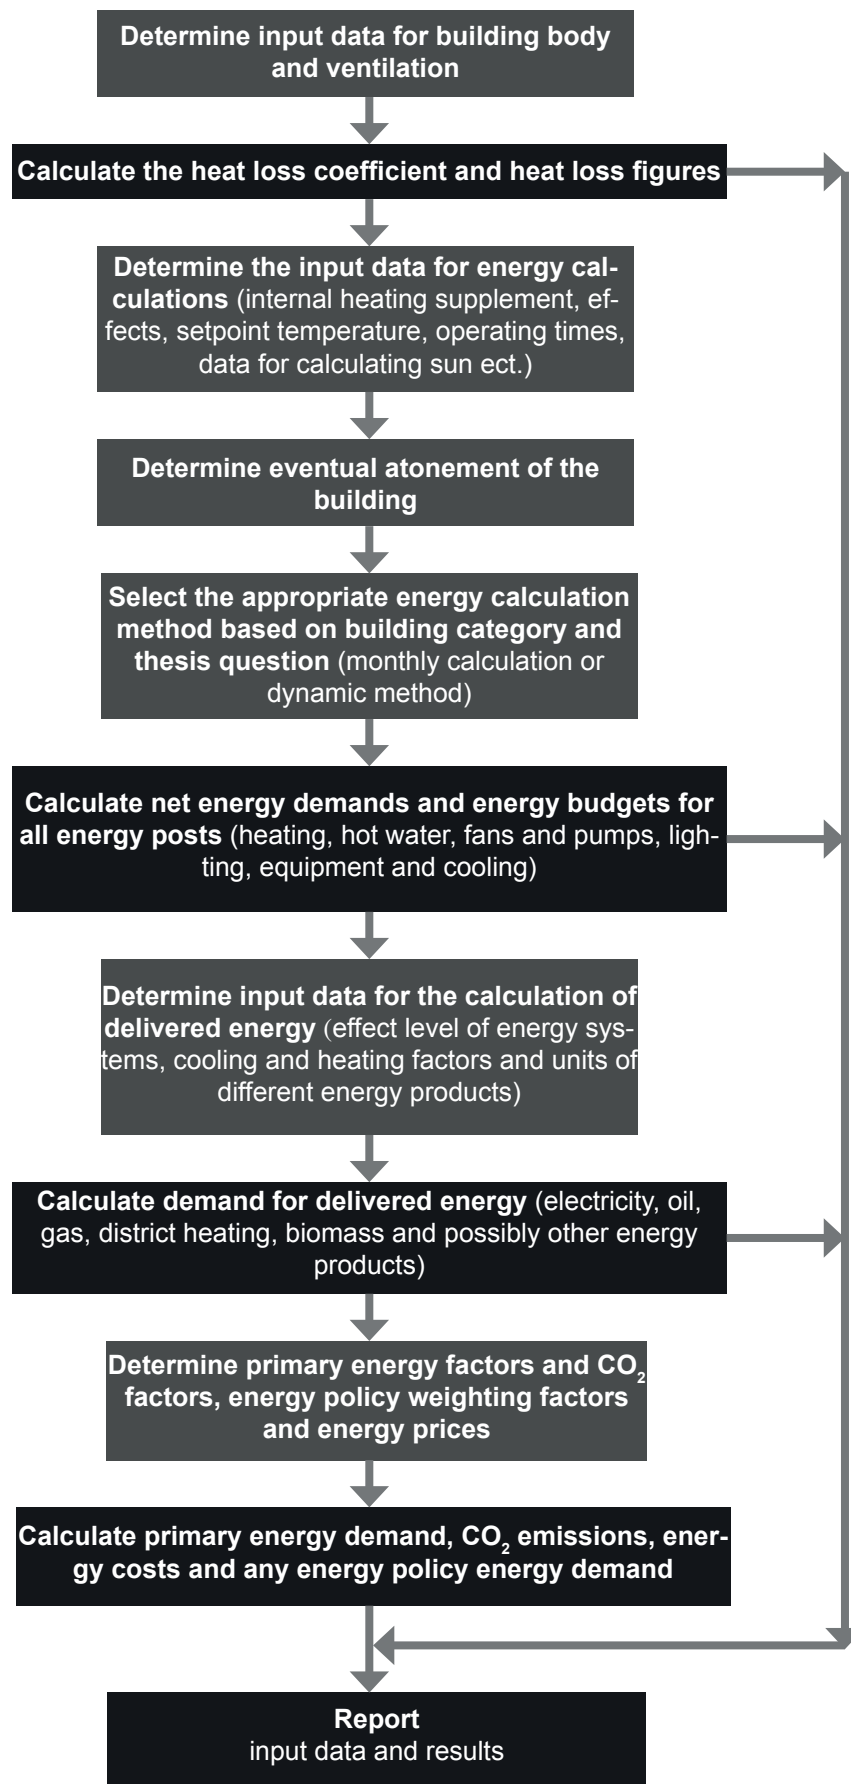 Determine input data for building body
and ventilation
Calculate the heat loss coefficient and heat loss figures
Determine the input data for energy cal-
culations (internal heating supplement, ef-
fects, setpoint temperature, operating times,
data for calculating sun ect.)
Determine eventual atonement of the
building
Select the appropriate energy calculation
method based on building category and
thesis question (monthly calculation or
dynamic method)
Calculate net energy demands and energy budgets for
all energy posts (heating, hot water, fans and pumps, ligh-
ting, equipment and cooling)
Determine input data for the calculation of
delivered energy (effect level of energy sys-
tems, cooling and heating factors and units of
different energy products)
Calculate demand for delivered energy (electricity, oil,
gas, district heating, biomass and possibly other energy
products)
Determine primary energy factors and CO₂
factors, energy policy weighting factors
and energy prices
Calculate primary energy demand, CO₂ emissions, ener-
gy costs and any energy policy energy demand
Report
input data and results